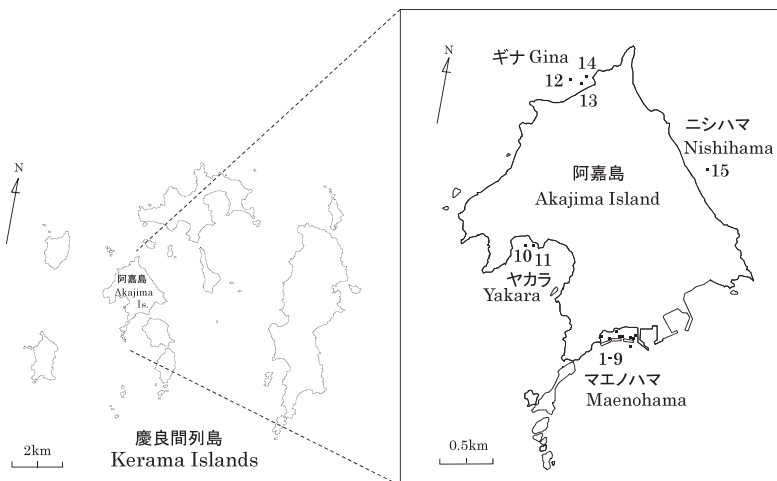 N
阿嘉島
Akajima
Is.
2km
慶良間列島
Kerama Islands
N
ギナ Gina
14
12
13
ニシハマ
Nishihama
15
阿嘉島
Akajima Island
10 11
ヤカラ
Yakara
1-9
マエノハマ
Maenohama
0.5km